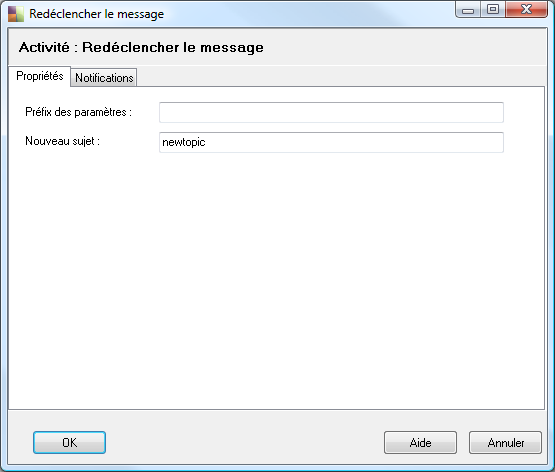 Redéclencher le message
Activité : Redéclencher le message
Propriétés
Notifications
Préfix des paramètres :
Nouveau sujet :
newtopic
OK
Aide
Annuler